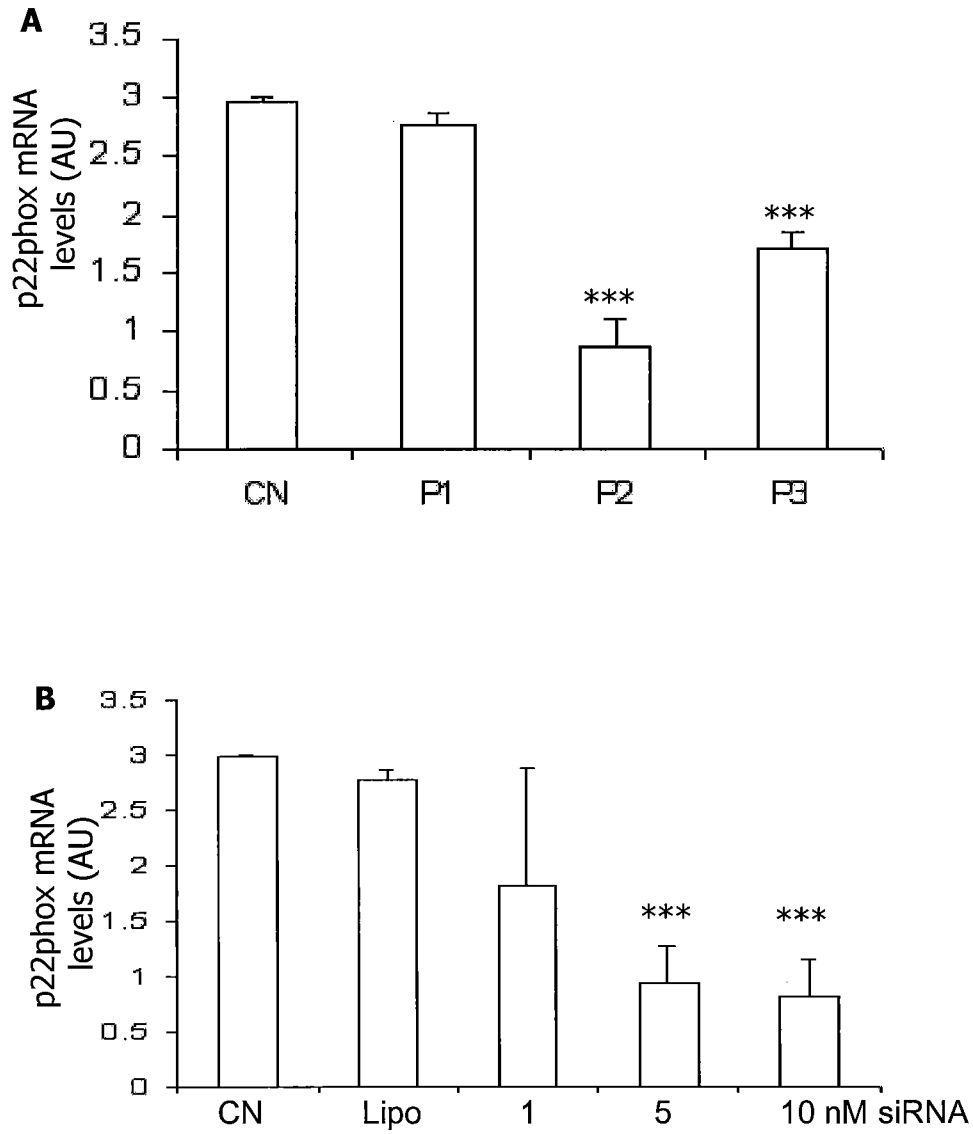 A
3.5
3
2.5
2
1.5
1
0.5
0
p22phox mRNA
levels (AU)
***
***
CN P1 P2 P3
B
3.5
3
2.5
2
1.5
1
0.5
0
p22phox mRNA
levels (AU)
*** ***
CN Lipo 1 5 10 nM siRNA